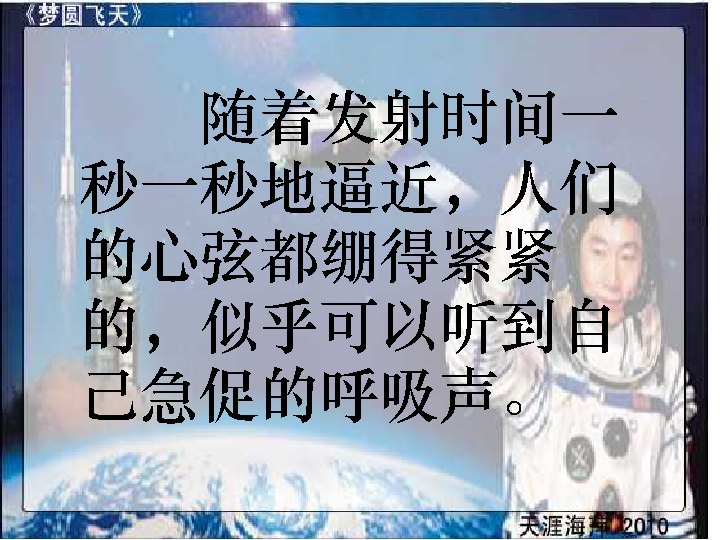 《梦圆飞天》
随着发射时间一
秒一秒地逼近，人们
的心弦都绷得紧紧
的，似乎可以听到自
己急促的呼吸声。
天涯海 2010